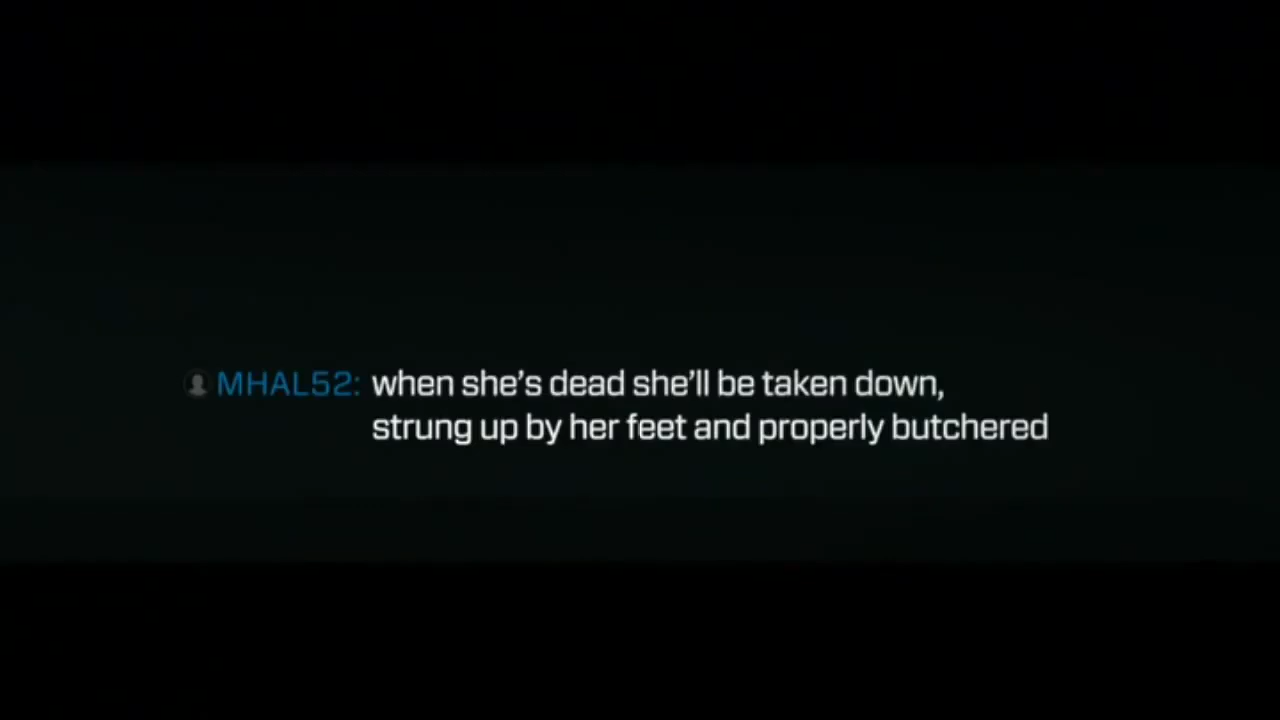 MHAL52: when she's dead she'll be taken down,
strung up by her feet and properly butchered